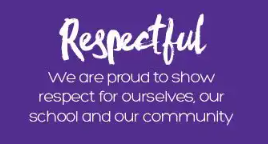 Respectful
We are proud to show
respect for ourselves, our
school and our community